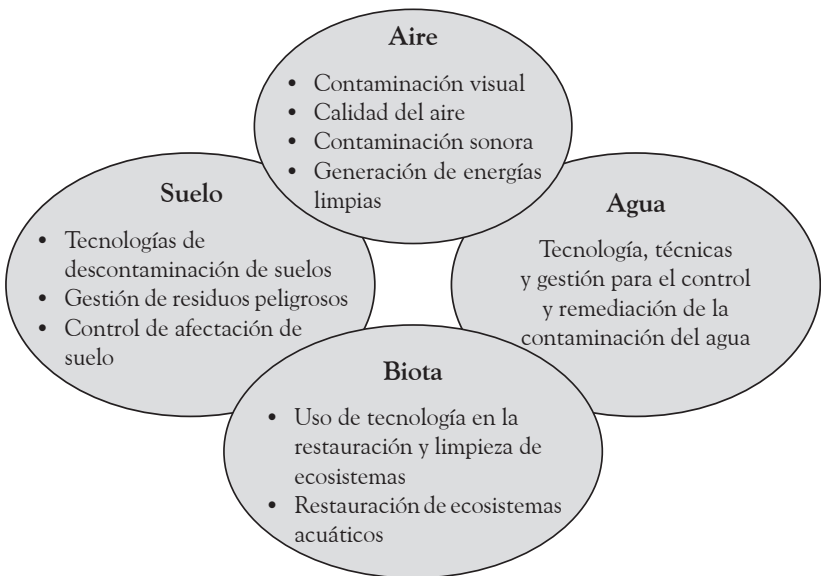 Aire
• Contaminación visual
• Calidad del aire
• Contaminación sonora
• Generación de energías
limpias
Suelo
• Tecnologías de
descontaminación de suelos
• Gestión de residuos peligrosos
• Control de afectación de
suelo
Agua
Tecnología, técnicas
y gestión para el control
y remediación de la
contaminación del agua
Biota
• Uso de tecnología en la
restauración y limpieza de
ecosistemas
• Restauración de ecosistemas
acuáticos